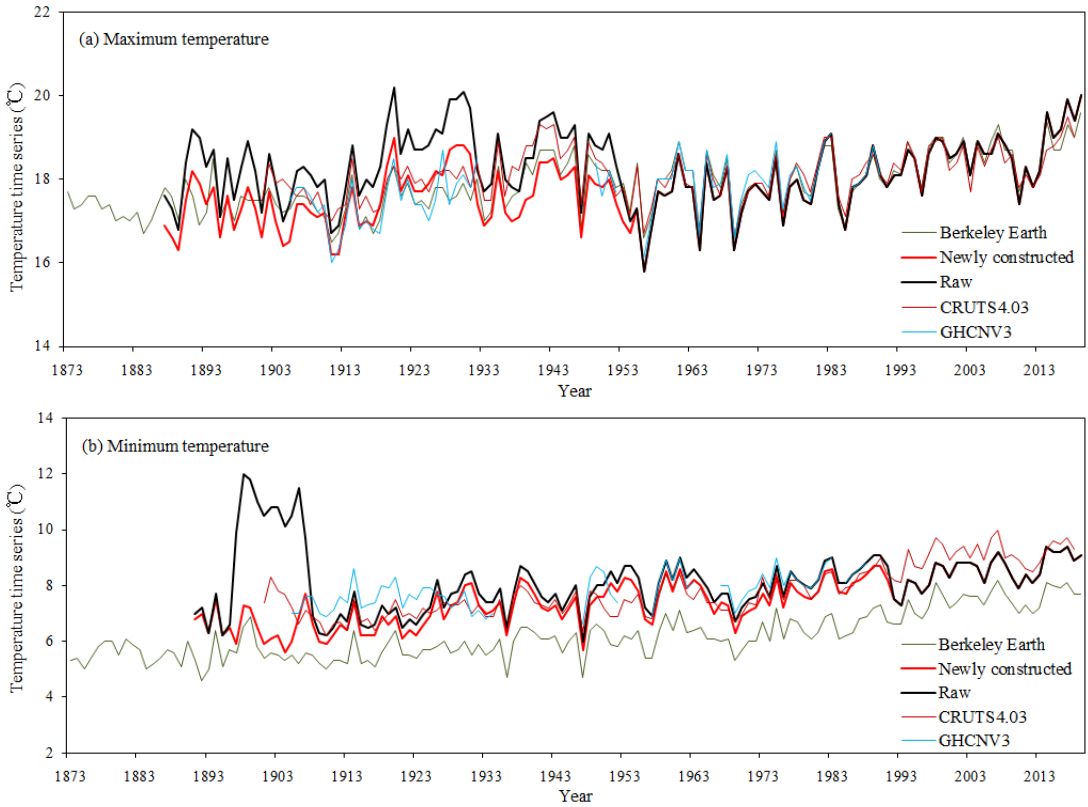 22
(a) Maximum temperature
20
18
16
14
Temperature time series (℃)
Berkeley Earth
Newly constructed
Raw
CRUTS4.03
GHCNV3
1873 1883 1893 1903 1913 1923 1933 1943 1953 1963 1973 1983 1993 2003 2013
Year
14
(b) Minimum temperature
12
10
8
6
4
2
Temperature time series (℃)
Berkeley Earth
Newly constructed
Raw
CRUTS4.03
GHCNV3
1873 1883 1893 1903 1913 1923 1933 1943 1953 1963 1973 1983 1993 2003 2013
Year